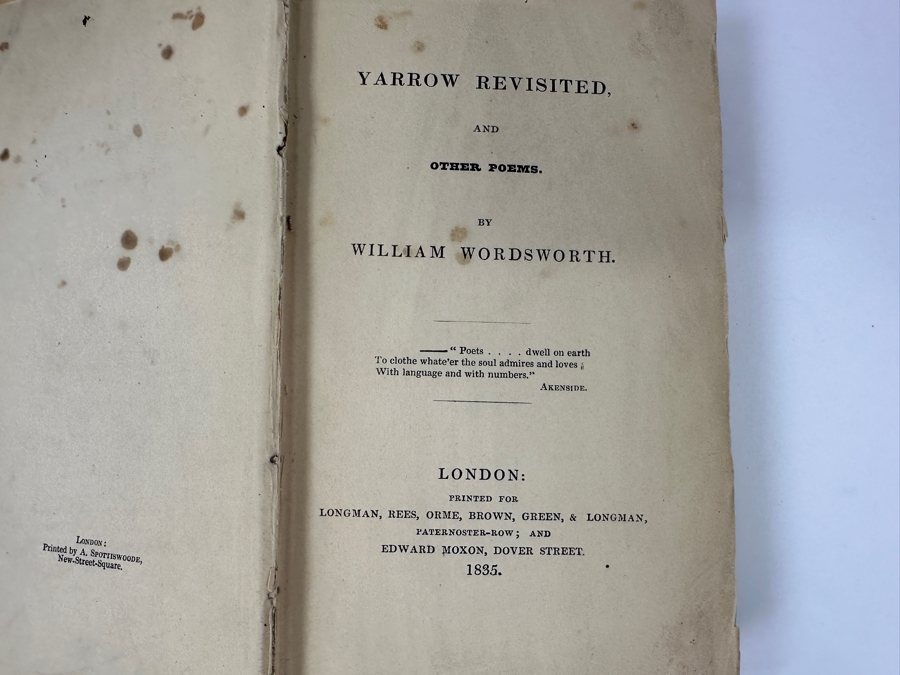 London:
Printed by A. Spottiswoode,
New-Street-Square.
YARROW REVISITED,
AND
OTHER POEMS.
BY
WILLIAM WORDSWORTH.
——“ Poets . . . . dwell on earth
To clothe whate'er the soul admires and loves
With language and with numbers.”
Akenside.
LONDON:
PRINTED FOR
LONGMAN, REES, ORME, BROWN, GREEN, & LONGMAN,
PATERNOSTER-ROW; AND
EDWARD MOXON, DOVER STREET.
1835.